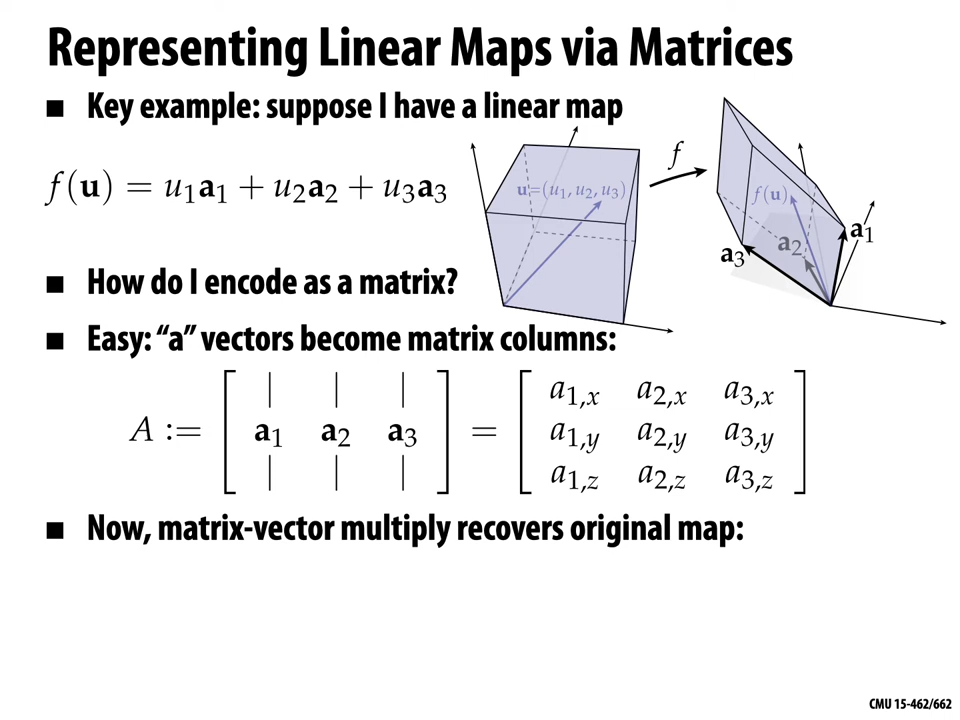 Representing Linear Maps via Matrices
■ Key example: suppose I have a linear map
f(u) = u₁a₁ + u₂a₂ + u₃a₃
u=(u₁, u₂, u₃)
f
f(u)
a₁
a₂
a₃
■ How do I encode as a matrix?
■ Easy: “a” vectors become matrix columns:
A := [ | | | ; a₁ a₂ a₃ ; | | | ] = [ a₁,ₓ a₂,ₓ a₃,ₓ ; a₁,y a₂,y a₃,y ; a₁,z a₂,z a₃,z ]
■ Now, matrix-vector multiply recovers original map:
CMU 15-462/662